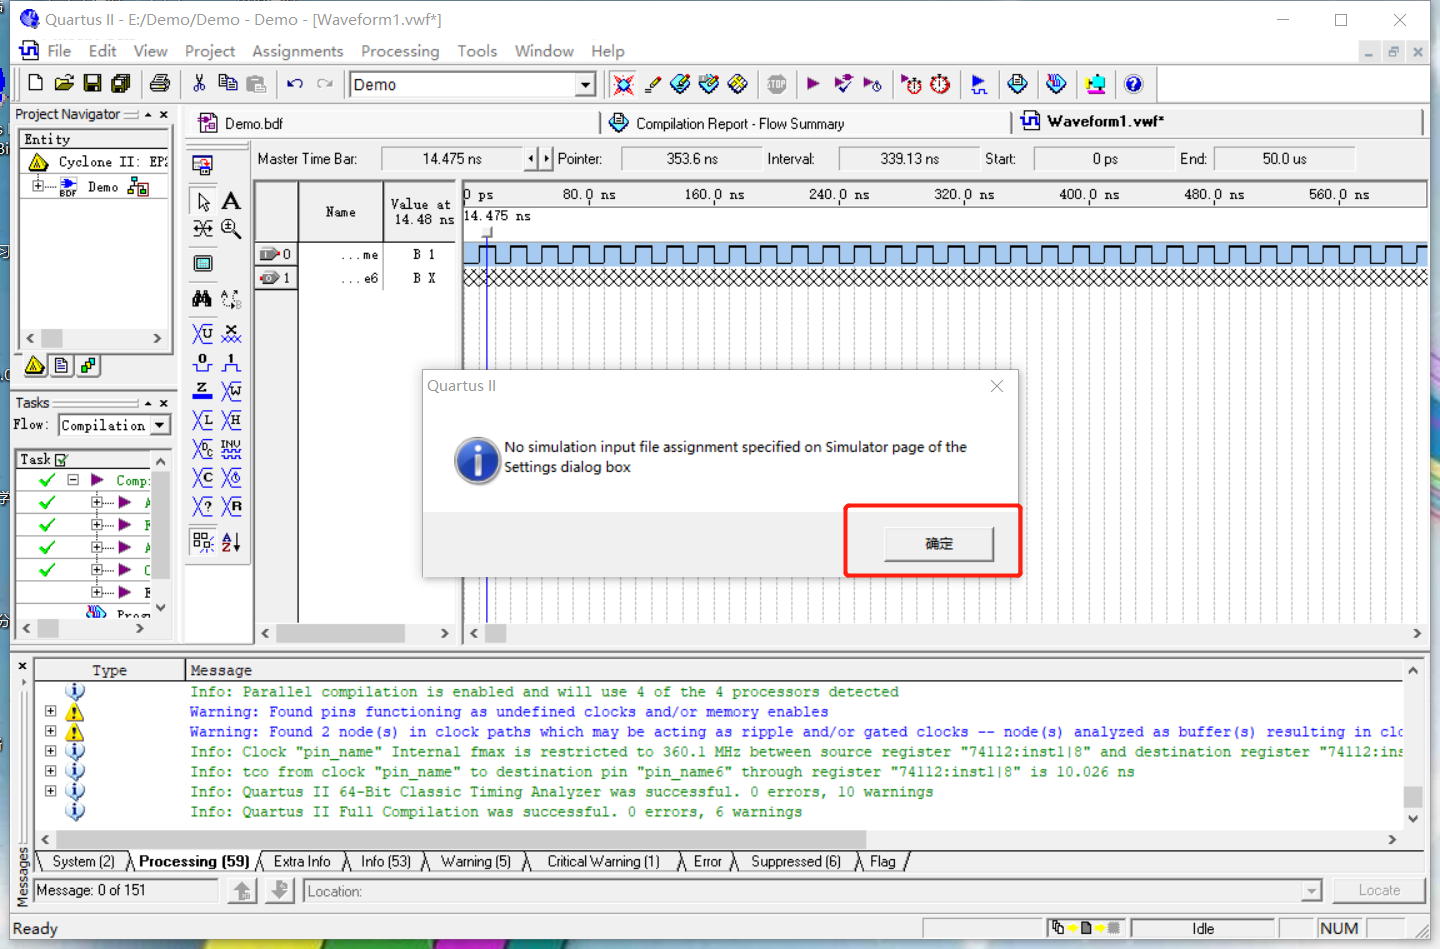 Quartus II - E:/Demo/Demo - Demo - [Waveform1.vwf*]
File Edit View Project Assignments Processing Tools Window Help
STOP
Demo
Project Navigator
Demo.bdf
Compilation Report - Flow Summary
Waveform1.vwf*
Entity
Cyclone II: EP2
BDF Demo
Master Time Bar: 14.475 ns Pointer: 353.6 ns Interval: 339.13 ns Start: 0 ps End: 50.0 us
Name
Value at
14.48 ns
0 ps 80.0 ns 160.0 ns 240.0 ns 320.0 ns 400.0 ns 480.0 ns 560.0 ns
14.475 ns
0 ...me B 1
1 ...e6 B X
Tasks
Flow: Compilation
Task
Comp:
Quartus II
No simulation input file assignment specified on Simulator page of the
Settings dialog box
确定
Type Message
Info: Parallel compilation is enabled and will use 4 of the 4 processors detected
Warning: Found pins functioning as undefined clocks and/or memory enables
Warning: Found 2 node(s) in clock paths which may be acting as ripple and/or gated clocks -- node(s) analyzed as buffer(s) resulting in clo
Info: Clock "pin_name" Internal fmax is restricted to 360.1 MHz between source register "74112:inst1|8" and destination register "74112:ins
Info: tco from clock "pin_name" to destination pin "pin_name6" through register "74112:inst1|8" is 10.026 ns
Info: Quartus II 64-Bit Classic Timing Analyzer was successful. 0 errors, 10 warnings
Info: Quartus II Full Compilation was successful. 0 errors, 6 warnings
System (2) Processing (59) Extra Info Info (53) Warning (5) Critical Warning (1) Error Suppressed (6) Flag
Messages
Message: 0 of 151 Location: Locate
Ready Idle NUM